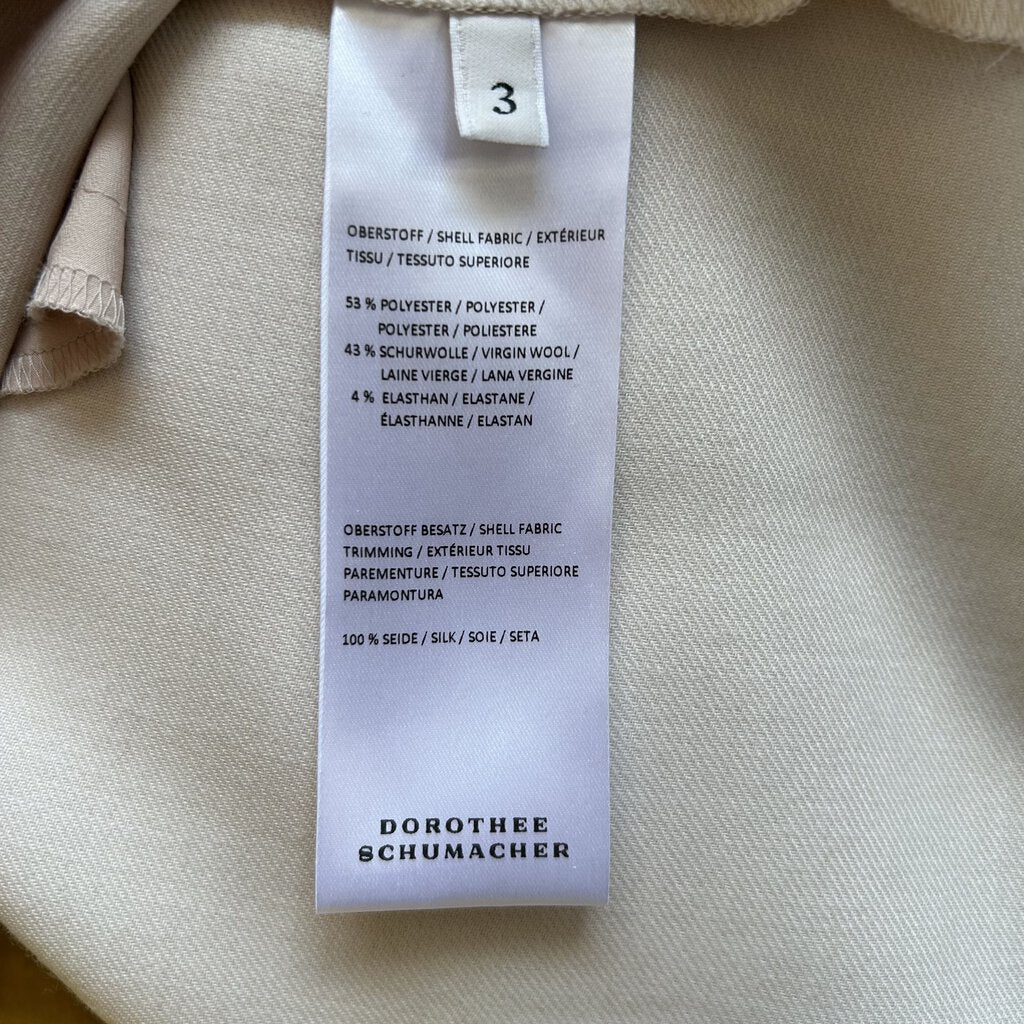 3
OBERSTOFF / SHELL FABRIC / EXTÉRIEUR
TISSU / TESSUTO SUPERIORE
53 % POLYESTER / POLYESTER /
POLYESTER / POLIESTERE
43 % SCHURWOLLE / VIRGIN WOOL /
LAINE VIERGE / LANA VERGINE
4 % ELASTHAN / ELASTANE /
ÉLASTHANNE / ELASTAN
OBERSTOFF BESATZ / SHELL FABRIC
TRIMMING / EXTÉRIEUR TISSU
PAREMENTURE / TESSUTO SUPERIORE
PARAMONTURA
100 % SEIDE / SILK / SOIE / SETA
DOROTHEE
SCHUMACHER